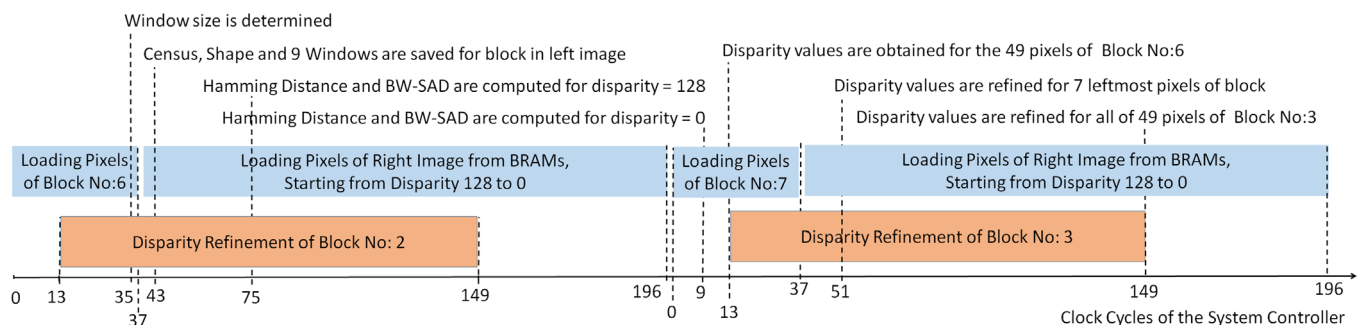 Window size is determined
Census, Shape and 9 Windows are saved for block in left image
Disparity values are obtained for the 49 pixels of Block No:6
Hamming Distance and BW-SAD are computed for disparity = 128
Disparity values are refined for 7 leftmost pixels of block
Hamming Distance and BW-SAD are computed for disparity = 0
Disparity values are refined for all of 49 pixels of Block No:3
Loading Pixels
of Block No:6
Loading Pixels of Right Image from BRAMs,
Starting from Disparity 128 to 0
Loading Pixels
of Block No:7
Loading Pixels of Right Image from BRAMs,
Starting from Disparity 128 to 0
Disparity Refinement of Block No: 2
Disparity Refinement of Block No: 3
0 13 35 43 75 149 196 9 37 51 149 196
37 0 13
Clock Cycles of the System Controller